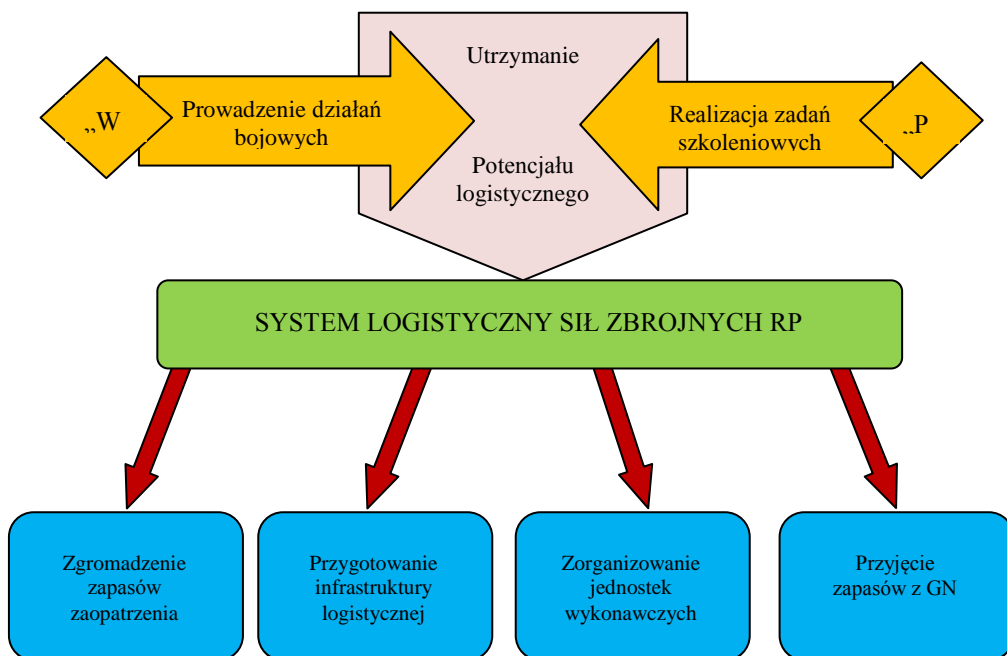 Utrzymanie
„W
Prowadzenie działań
bojowych
Realizacja zadań
szkoleniowych
„P
Potencjału
logistycznego
SYSTEM LOGISTYCZNY SIŁ ZBROJNYCH RP
Zgromadzenie
zapasów
zaopatrzenia
Przygotowanie
infrastruktury
logistycznej
Zorganizowanie
jednostek
wykonawczych
Przyjęcie
zapasów z GN